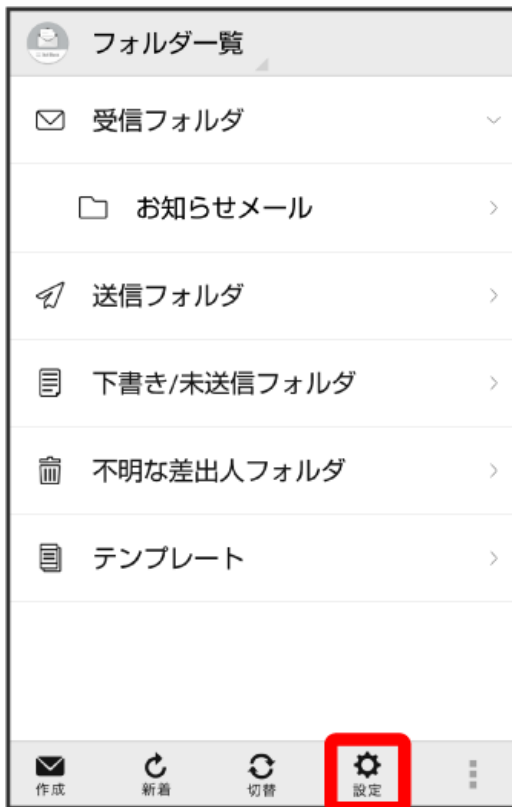 フォルダ一覧
受信フォルダ
お知らせメール
送信フォルダ
下書き/未送信フォルダ
不明な差出人フォルダ
テンプレート
作成
新着
切替
設定